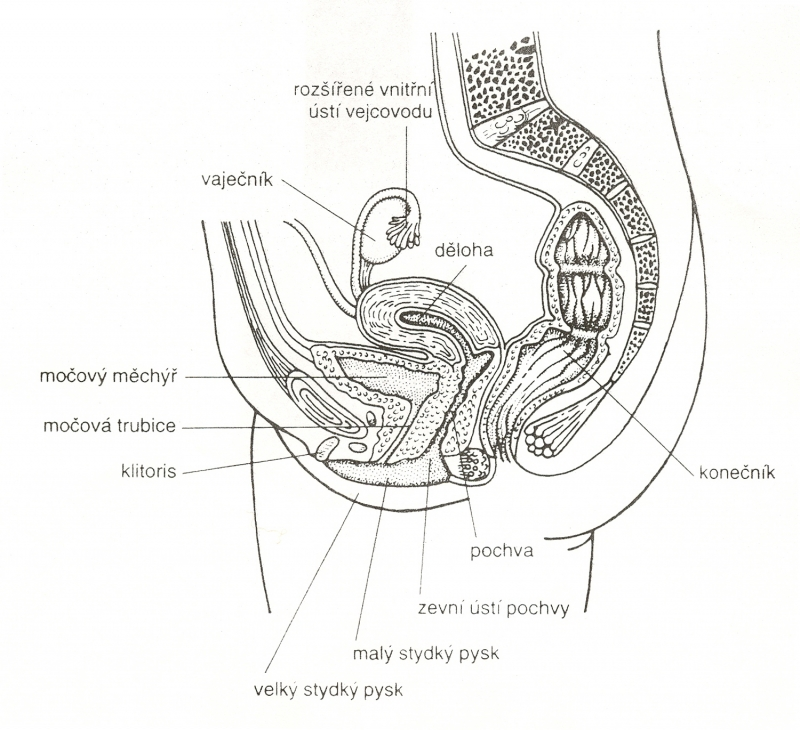 rozšířené vnitřní
ústí vejcovodu
vaječník
děloha
močový měchýř
močová trubice
klitoris
konečník
pochva
zevní ústí pochvy
malý stydký pysk
velký stydký pysk